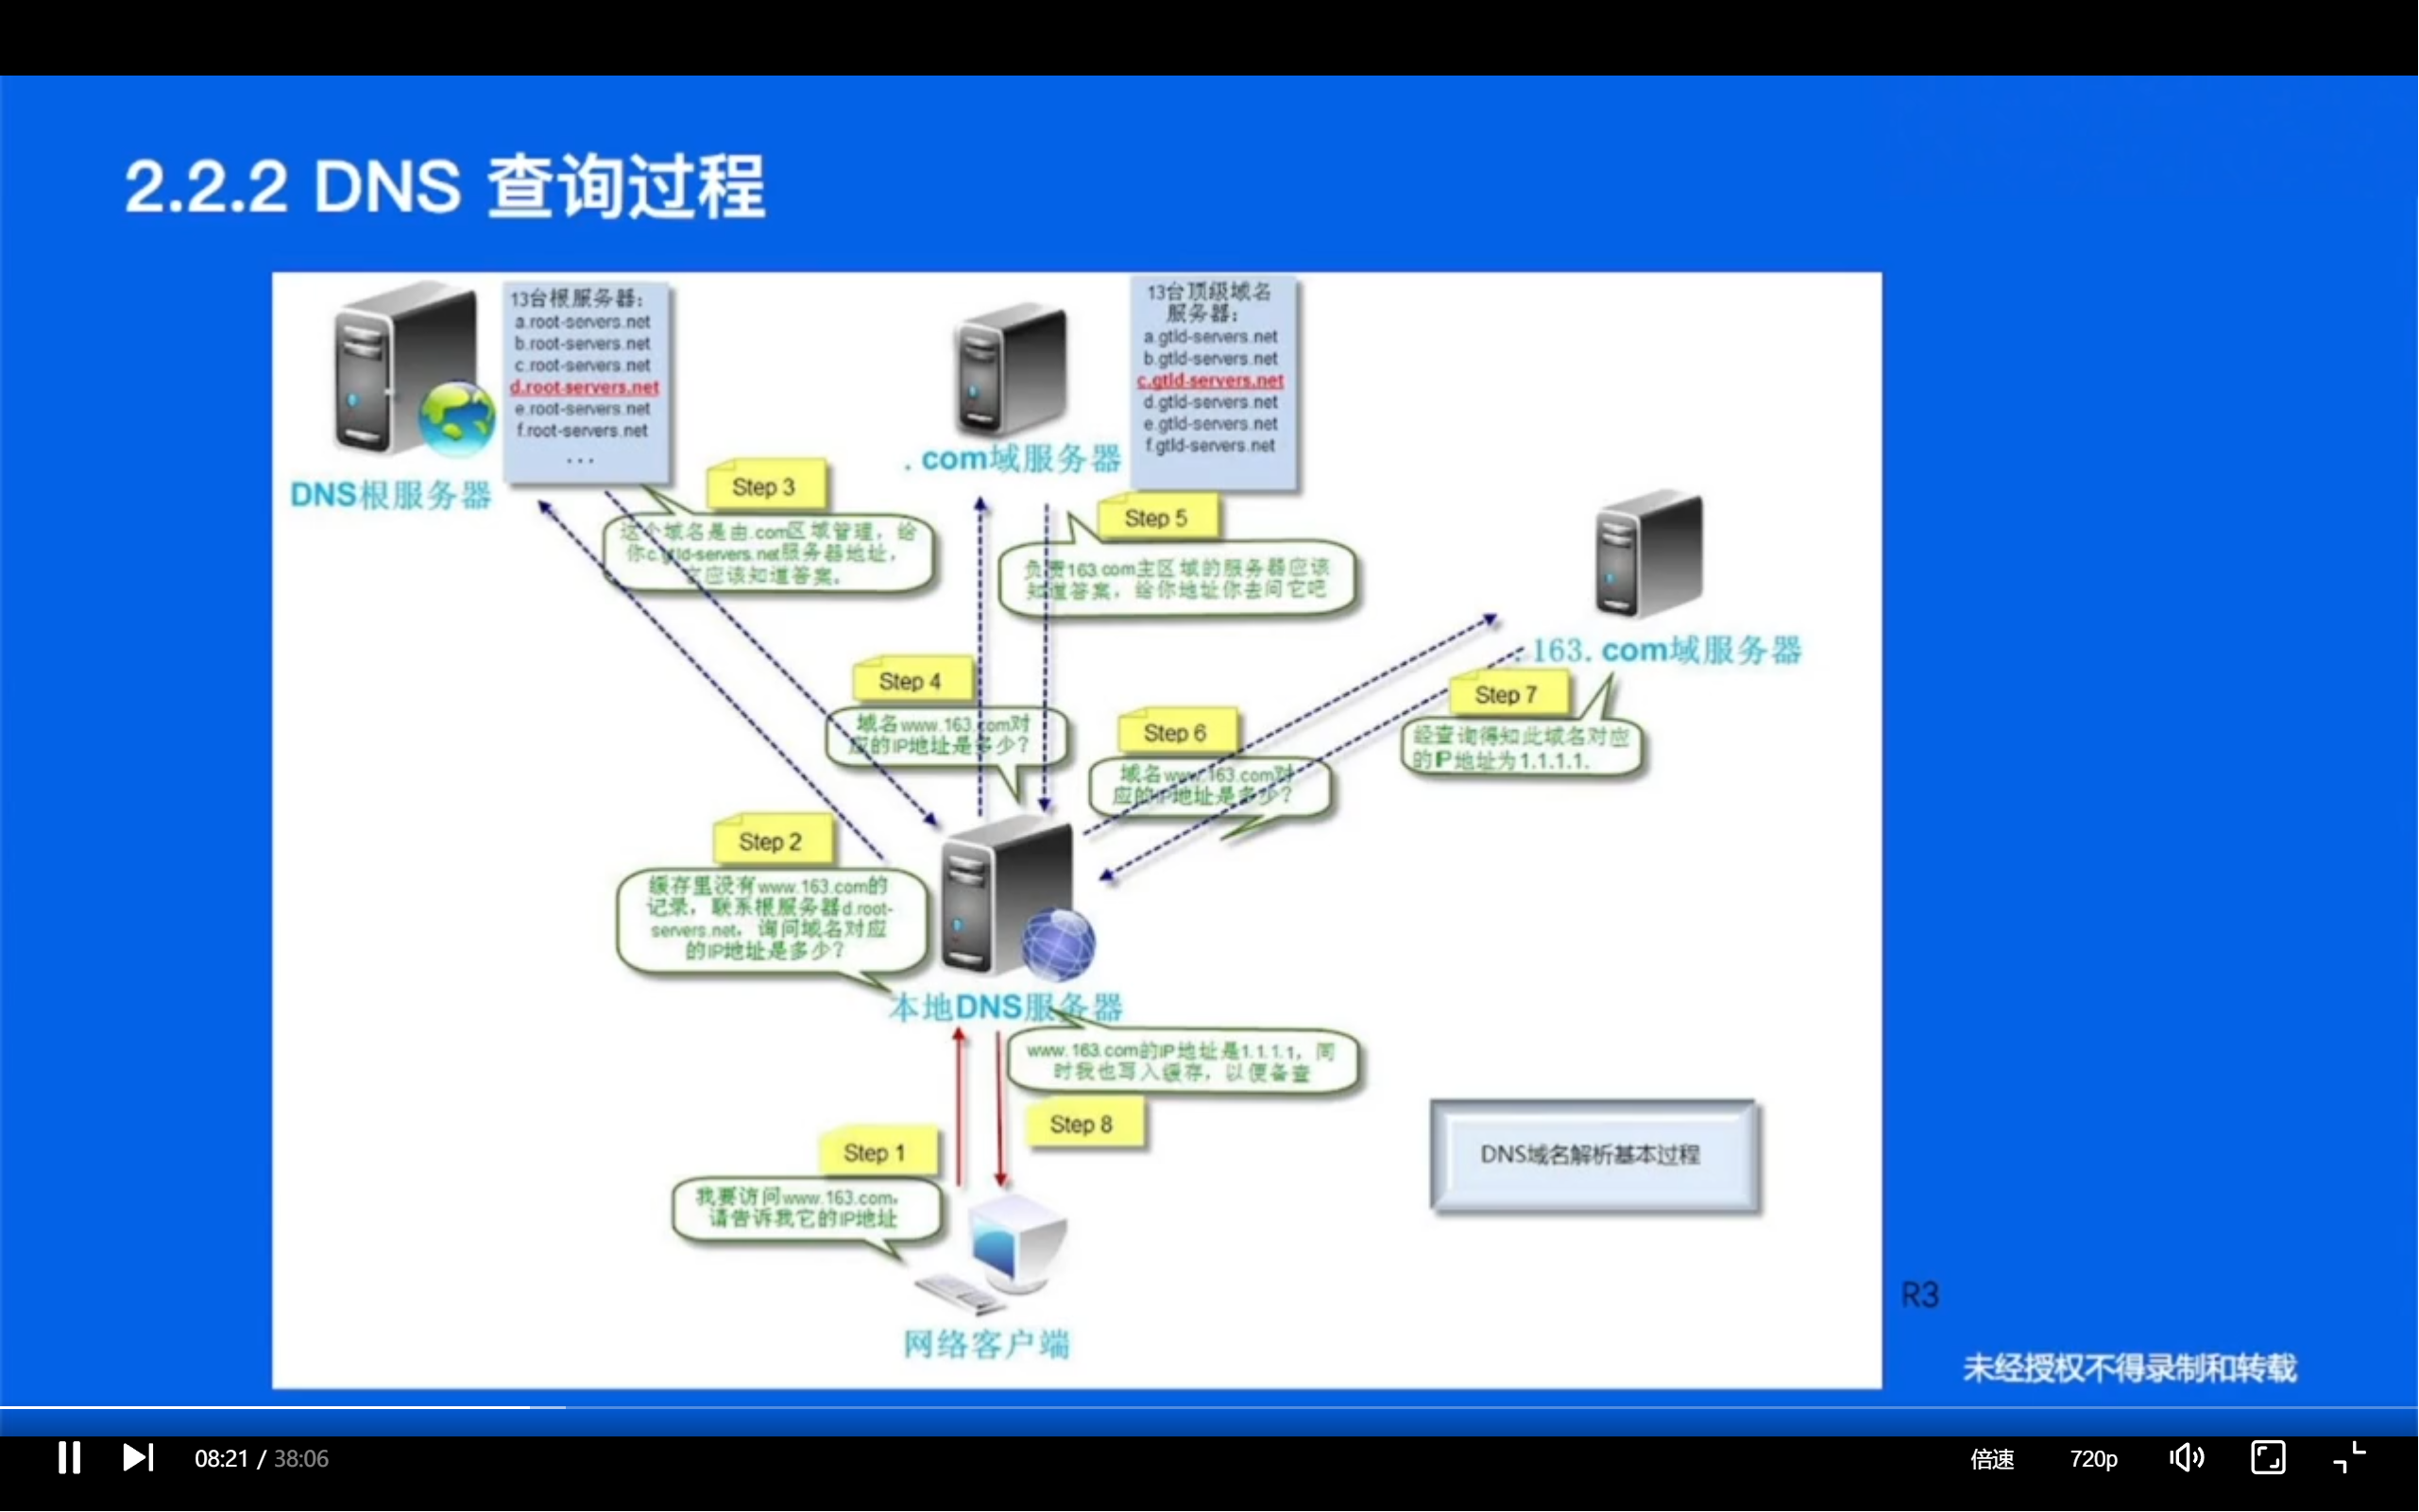 2.2.2 DNS 查询过程
13台根服务器：
a.root-servers.net
b.root-servers.net
c.root-servers.net
d.root-servers.net
e.root-servers.net
f.root-servers.net
...
DNS根服务器
13台顶级域名
服务器：
a.gtld-servers.net
b.gtld-servers.net
c.gtld-servers.net
d.gtld-servers.net
e.gtld-servers.net
f.gtld-servers.net
.com域服务器
Step 3
这个域名是由.com区域管理，给
你c.gtld-servers.net服务器地址，
它应该知道答案。
Step 5
负责163.com主区域的服务器应该
知道答案，给你地址你去问它吧
.163.com域服务器
Step 4
域名www.163.com对
应的IP地址是多少？
Step 6
域名www.163.com对
应的IP地址是多少？
Step 7
经查询得知此域名对应
的IP地址为1.1.1.1.
Step 2
缓存里没有www.163.com的
记录，联系根服务器d.root-
servers.net，询问域名对应
的IP地址是多少？
本地DNS服务器
www.163.com的IP地址是1.1.1.1，同
时我也写入缓存，以便备查
Step 8
Step 1
我要访问www.163.com，
请告诉我它的IP地址
网络客户端
DNS域名解析基本过程
R3
未经授权不得录制和转载
08:21 / 38:06
倍速
720p